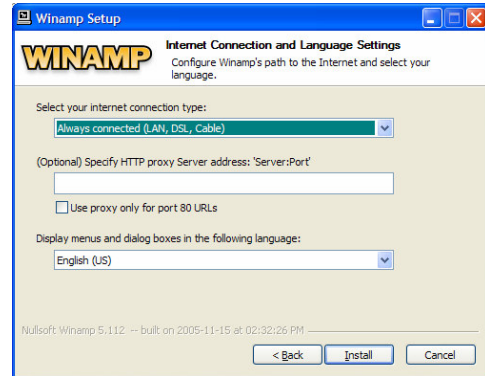 Winamp Setup
WINAMP
Internet Connection and Language Settings
Configure Winamp's path to the Internet and select your
language.
Select your internet connection type:
Always connected (LAN, DSL, Cable)
(Optional) Specify HTTP proxy Server address: 'Server:Port'
Use proxy only for port 80 URLs
Display menus and dialog boxes in the following language:
English (US)
Nullsoft Winamp 5.112 -- built on 2005-11-15 at 02:32:26 PM
< Back
Install
Cancel